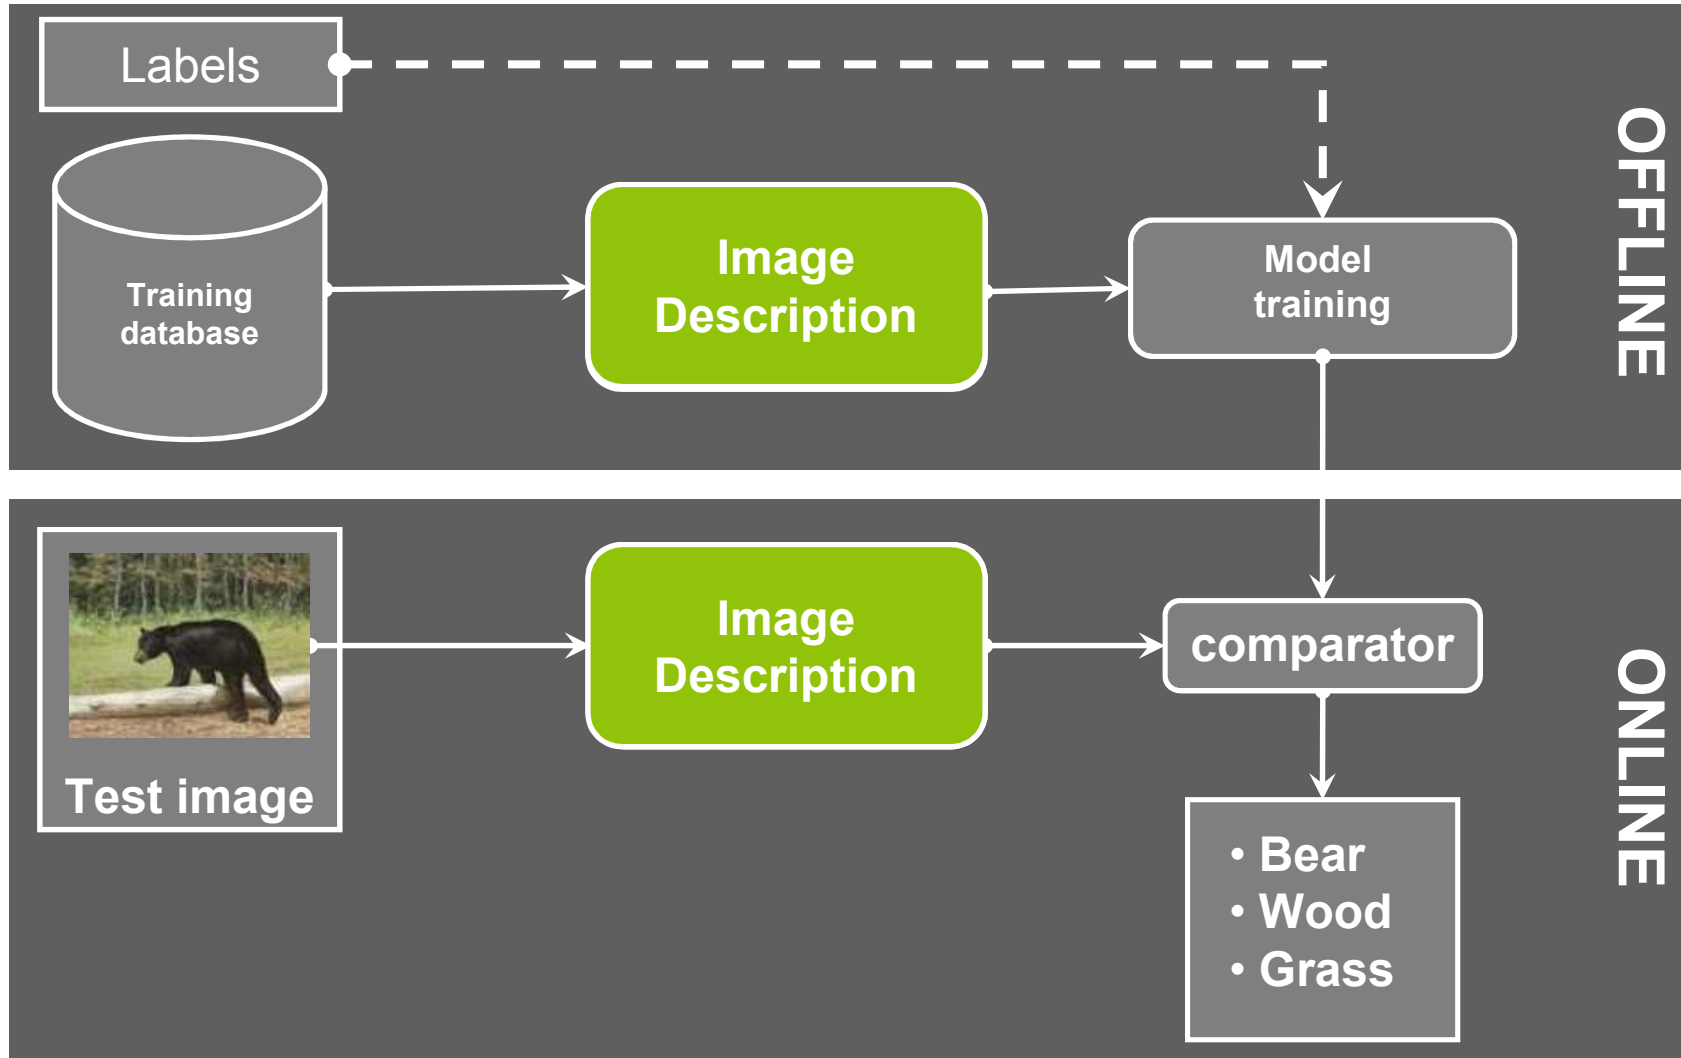 Labels
OFFLINE
Training
database
Image
Description
Model
training
ONLINE
Test image
Image
Description
comparator
• Bear
• Wood
• Grass